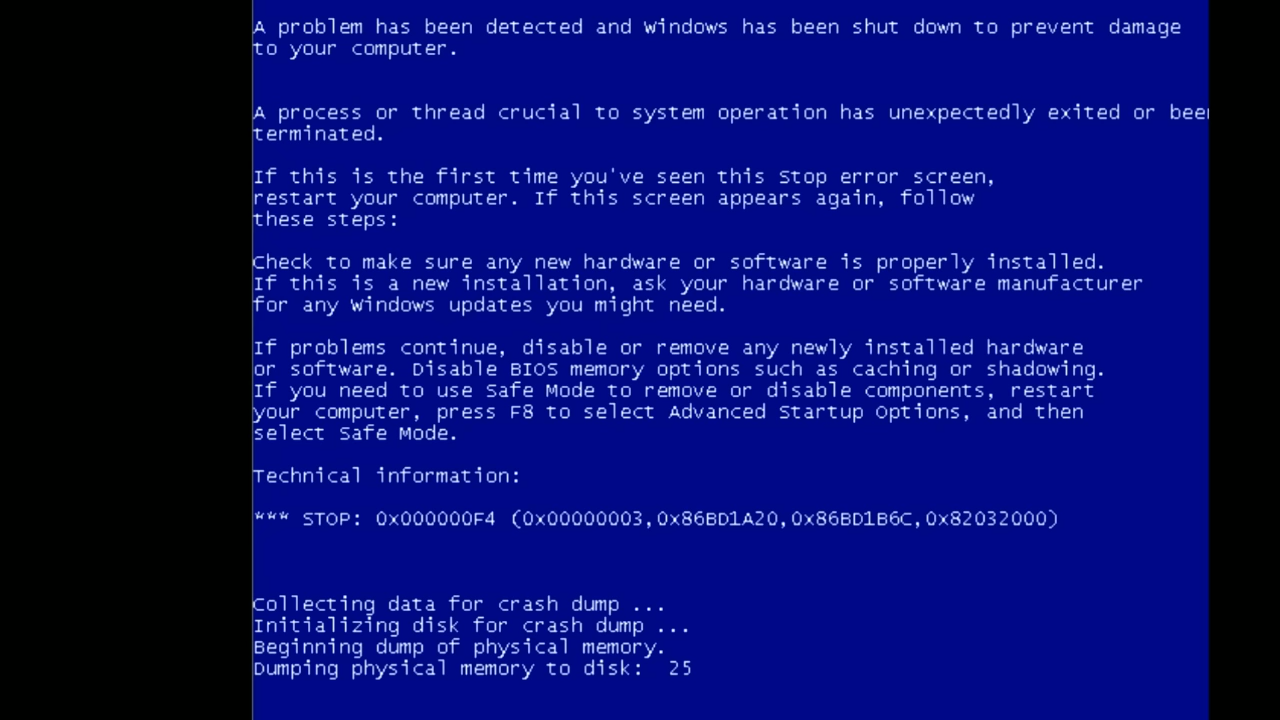 A problem has been detected and Windows has been shut down to prevent damage
to your computer.
A process or thread crucial to system operation has unexpectedly exited or been
terminated.
If this is the first time you've seen this Stop error screen,
restart your computer. If this screen appears again, follow
these steps:
Check to make sure any new hardware or software is properly installed.
If this is a new installation, ask your hardware or software manufacturer
for any Windows updates you might need.
If problems continue, disable or remove any newly installed hardware
or software. Disable BIOS memory options such as caching or shadowing.
If you need to use Safe Mode to remove or disable components, restart
your computer, press F8 to select Advanced Startup Options, and then
select Safe Mode.
Technical information:
*** STOP: 0x000000F4 (0x00000003,0x86BD1A20,0x86BD1B6C,0x82032000)
Collecting data for crash dump ...
Initializing disk for crash dump ...
Beginning dump of physical memory.
Dumping physical memory to disk:  25